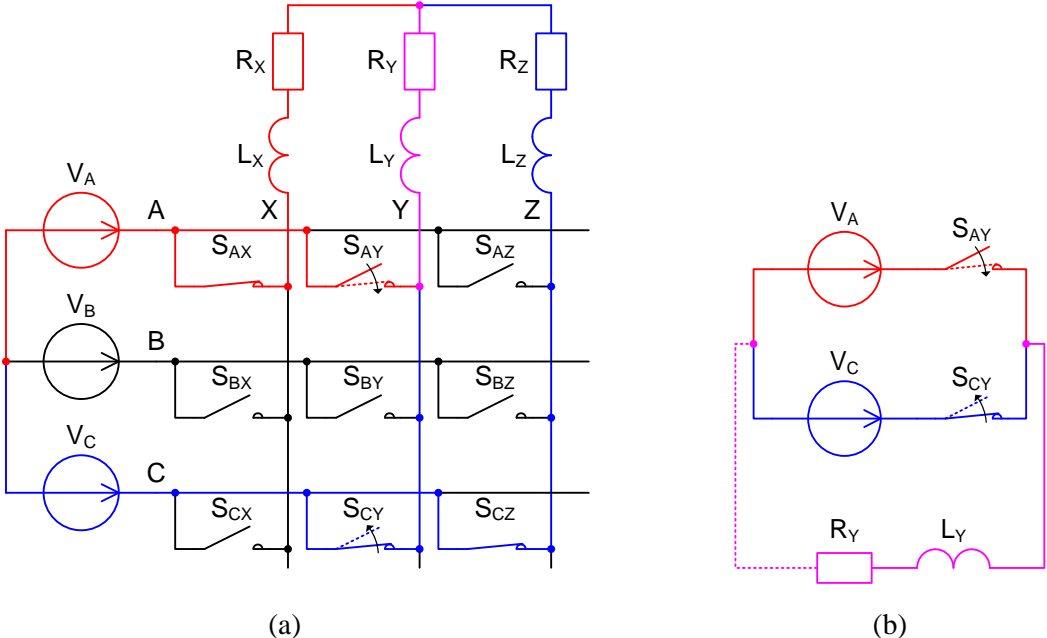 R_X R_Y R_Z
L_X L_Y L_Z
V_A A X Y Z
S_AX S_AY S_AZ
V_B B
S_BX S_BY S_BZ
V_C C
S_CX S_CY S_CZ
(a)
V_A S_AY
V_C S_CY
R_Y L_Y
(b)